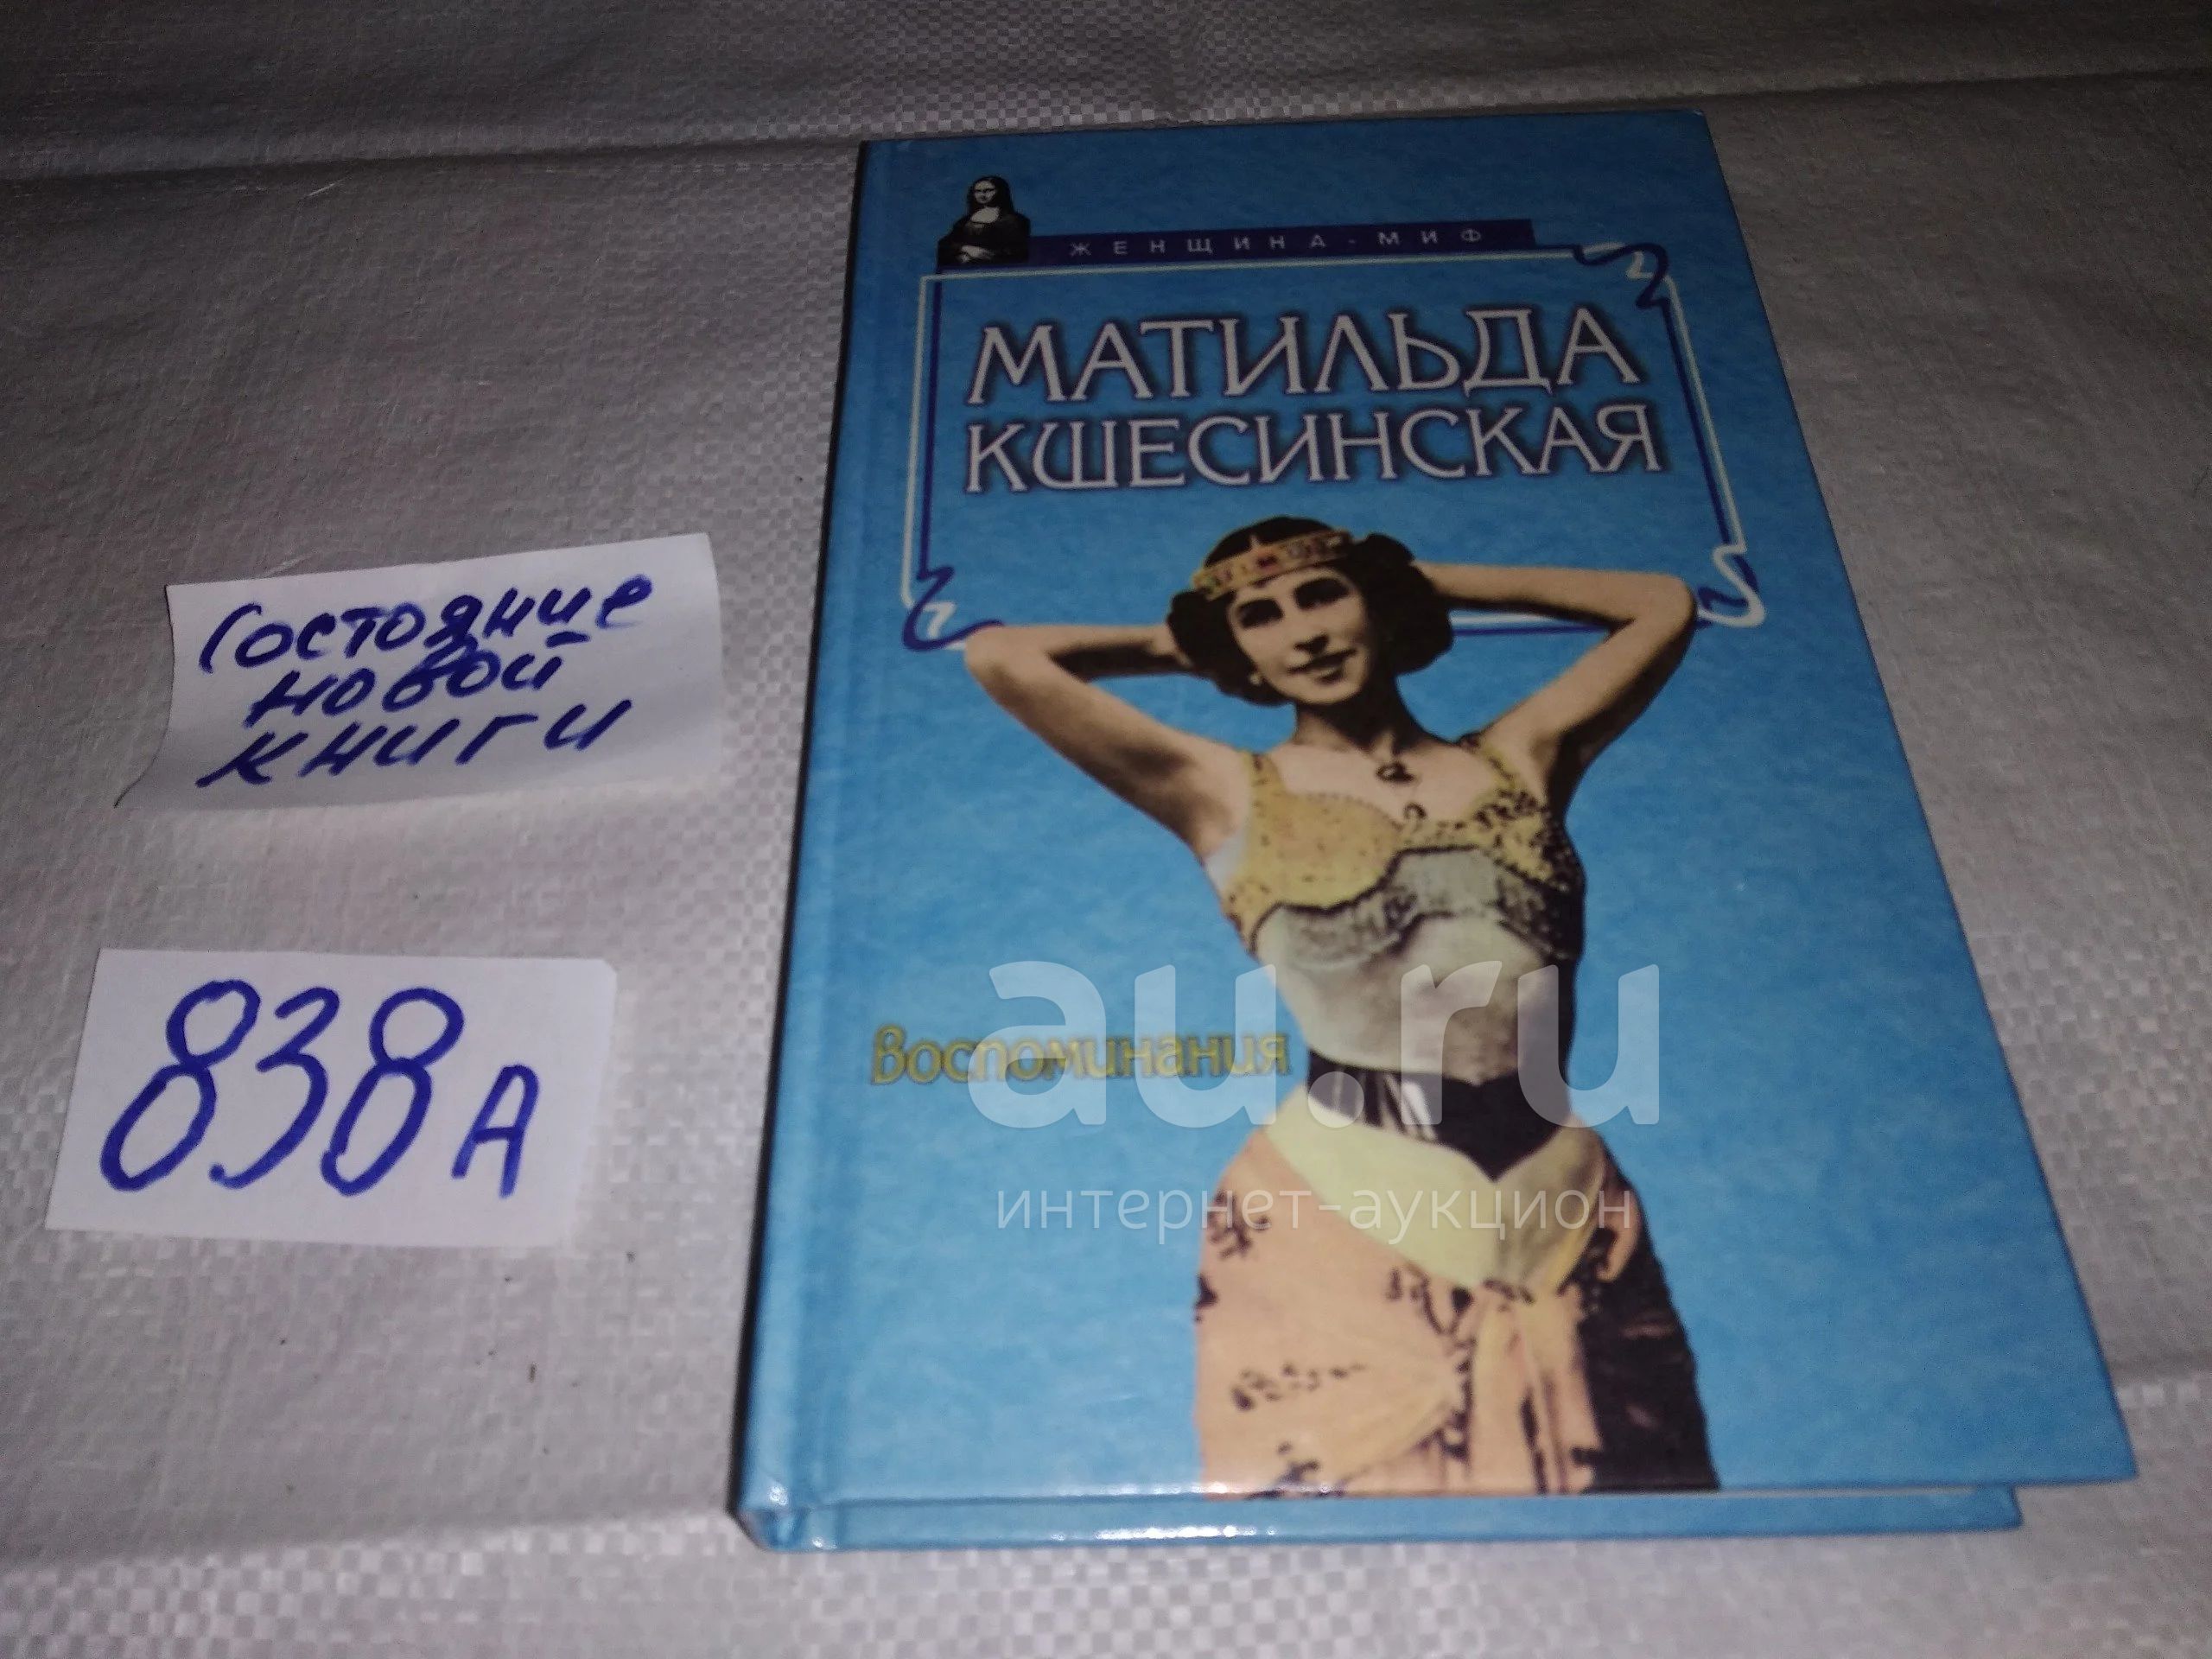 ЖЕНЩИНА-МИФ
МАТИЛЬДА
КШЕСИНСКАЯ
Состояние
новой
книги
838А
Воспоминания
au.ru
интернет-аукцион